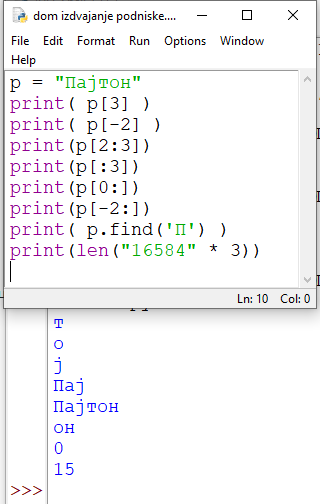 dom izdvajanje podniske....
File Edit Format Run Options Window
Help
p = "Пајтон"
print( p[3] )
print( p[-2] )
print(p[2:3])
print(p[:3])
print(p[0:])
print(p[-2:])
print( p.find('П') )
print(len("16584" * 3))
Ln: 10 Col: 0
т
о
ј
Пај
Пајтон
он
0
15
>>>